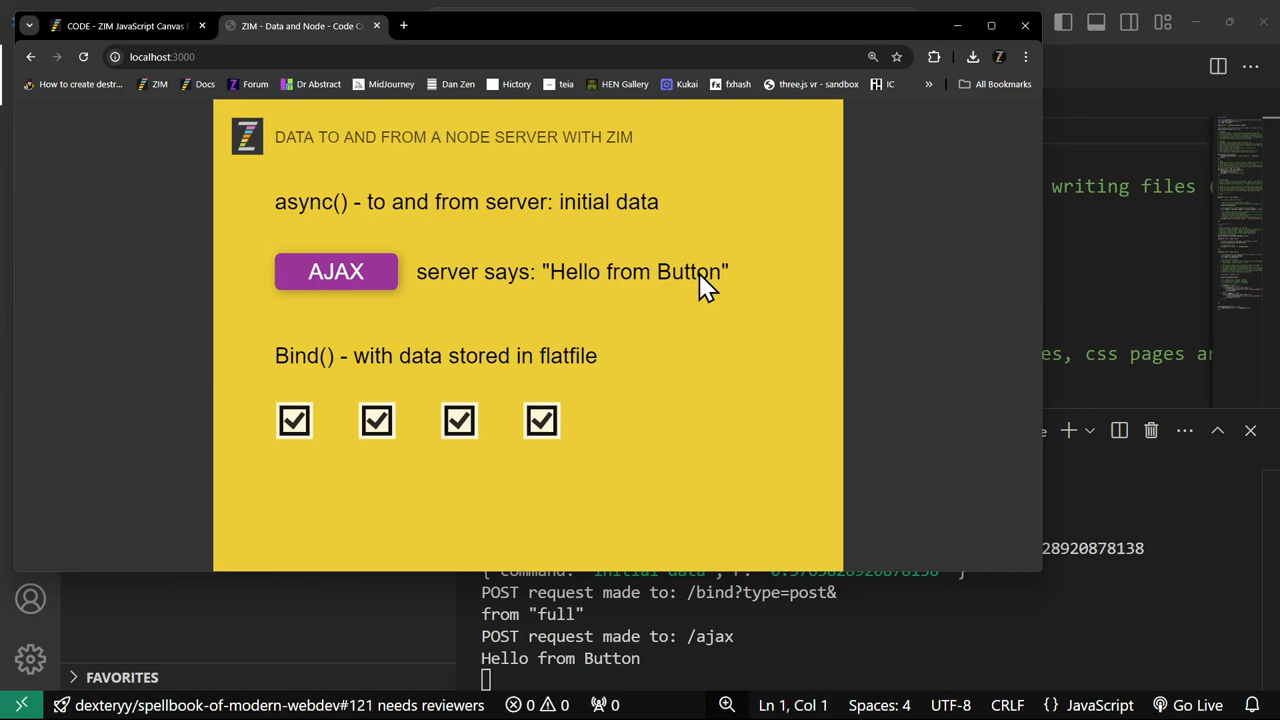 CODE - ZIM JavaScript Canvas
ZIM - Data and Node - Code C
localhost:3000
How to create destr...
ZIM
Docs
Forum
Dr Abstract
MidJourney
Dan Zen
Hictory
teia
HEN Gallery
Kukai
fxhash
three.js vr - sandbox
IC
»
All Bookmarks
DATA TO AND FROM A NODE SERVER WITH ZIM
async() - to and from server: initial data
writing files (
AJAX
server says: "Hello from Button"
Bind() - with data stored in flatfile
es, css pages ar
28920878138
POST request made to: /bind?type=post&
from "full"
POST request made to: /ajax
Hello from Button
FAVORITES
dexteryy/spellbook-of-modern-webdev#121 needs reviewers
0
0
0
Ln 1, Col 1
Spaces: 4
UTF-8
CRLF
{} JavaScript
Go Live